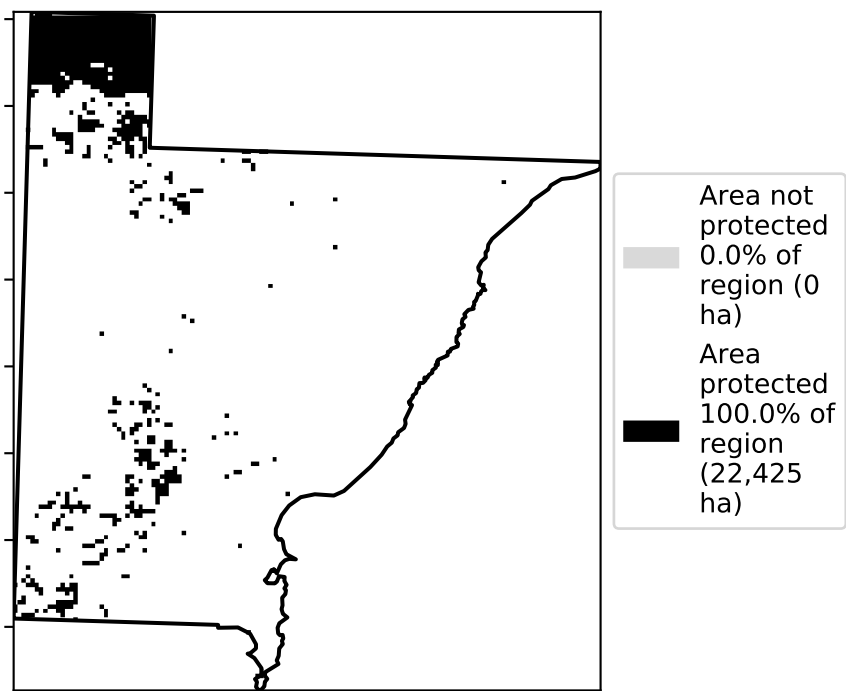 Area not
protected
0.0% of
region (0
ha)
Area
protected
100.0% of
region
(22,425
ha)